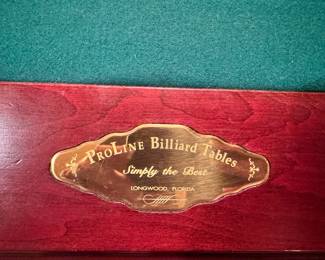 ProLine Billiard Tables
Simply the Best
Longwood, Florida